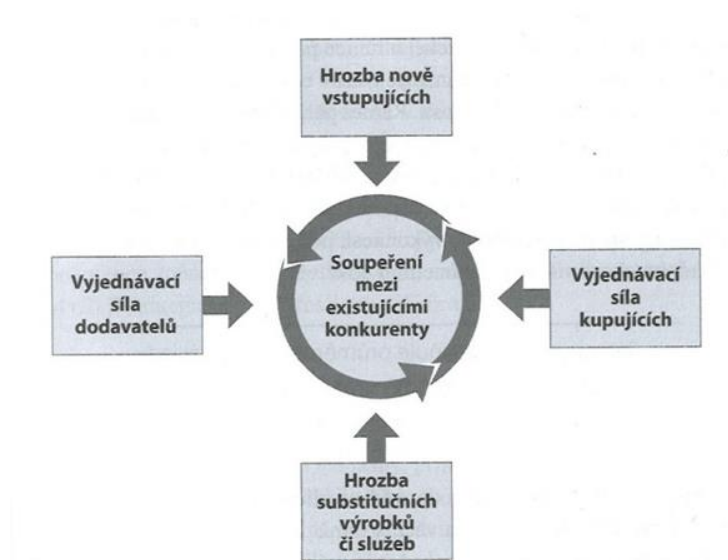 Hrozba nově
vstupujících
Vyjednávací
síla
dodavatelů
Soupeření
mezi
existujícími
konkurenty
Vyjednávací
síla
kupujících
Hrozba
substitučních
výrobků
či služeb